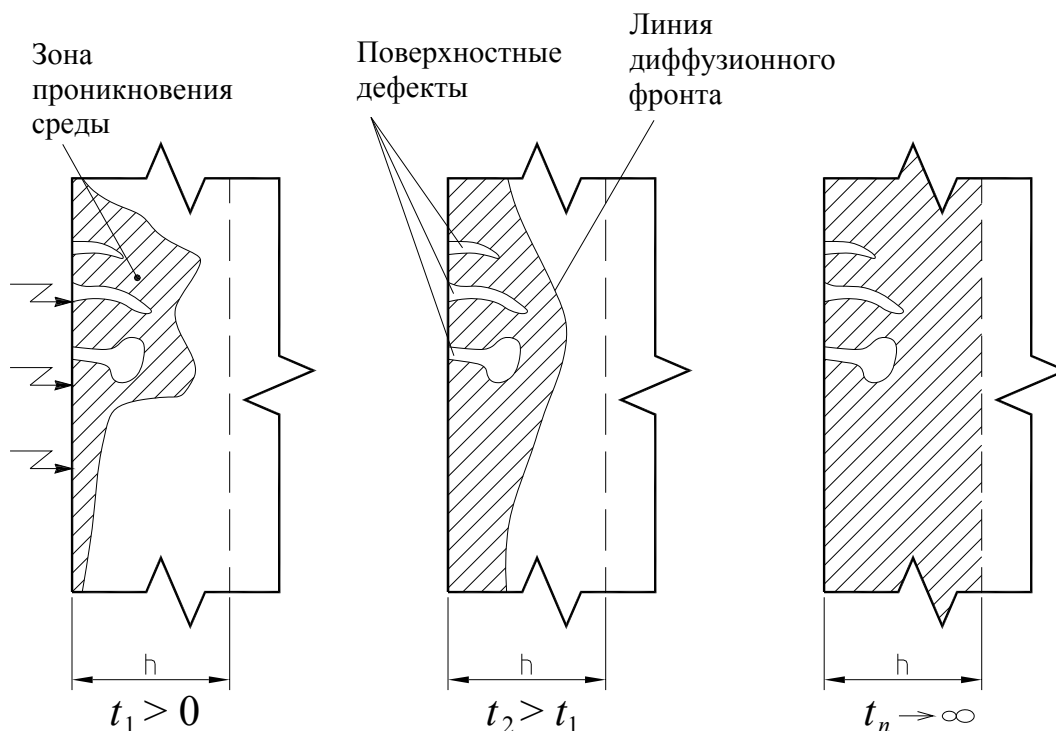 Зона
проникновения
среды
Поверхностные
дефекты
Линия
диффузионного
фронта
h
h
h
t₁ > 0
t₂ > t₁
tₙ → ∞